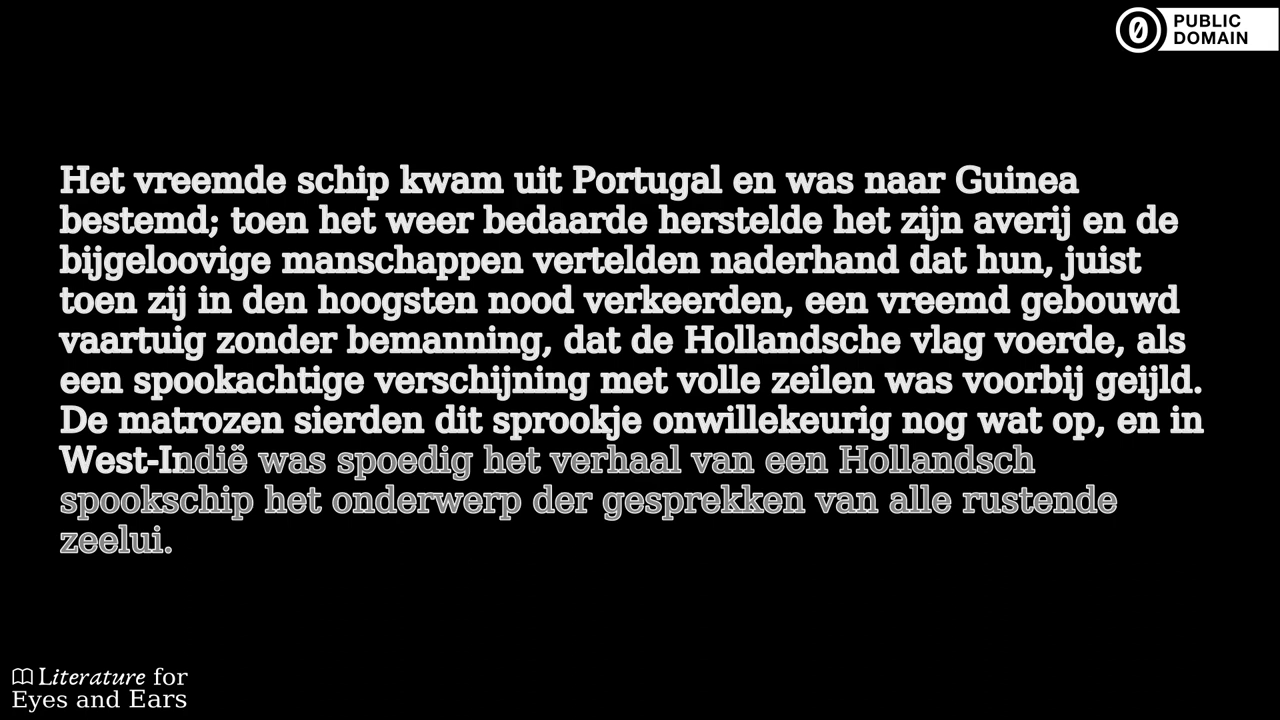 PUBLIC
DOMAIN
Het vreemde schip kwam uit Portugal en was naar Guinea
bestemd; toen het weer bedaarde herstelde het zijn averij en de
bijgeloovige manschappen vertelden naderhand dat hun, juist
toen zij in den hoogsten nood verkeerden, een vreemd gebouwd
vaartuig zonder bemanning, dat de Hollandsche vlag voerde, als
een spookachtige verschijning met volle zeilen was voorbij geijld.
De matrozen sierden dit sprookje onwillekeurig nog wat op, en in
West-Indië was spoedig het verhaal van een Hollandsch
spookschip het onderwerp der gesprekken van alle rustende
zeelui.
Literature for
Eyes and Ears